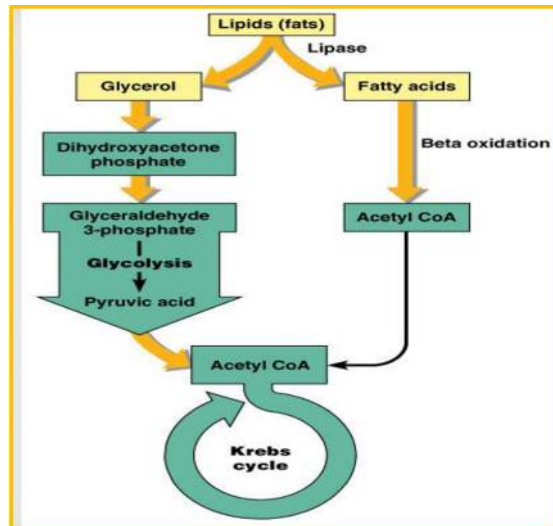 Lipids (fats)
Lipase
Glycerol
Fatty acids
Dihydroxyacetone
phosphate
Beta oxidation
Glyceraldehyde
3-phosphate
Glycolysis
Pyruvic acid
Acetyl CoA
Acetyl CoA
Krebs
cycle